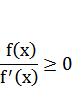 f(x)
f′(x) ≥ 0